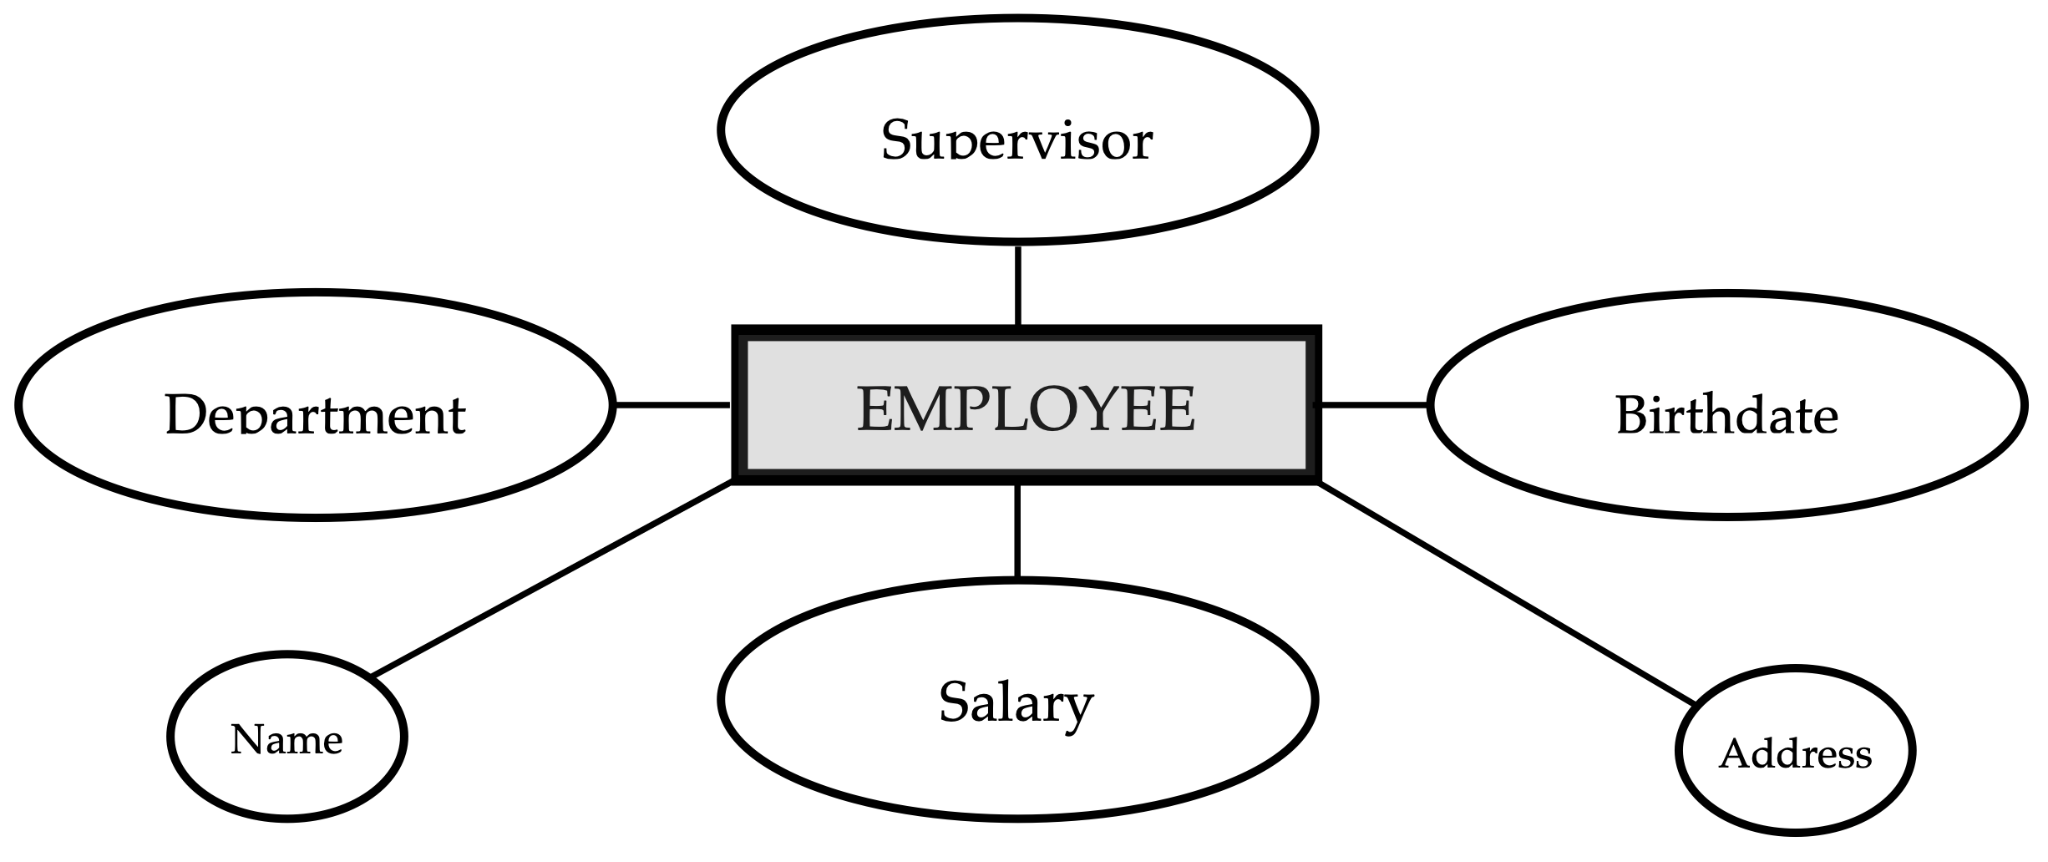 Supervisor
Department
EMPLOYEE
Birthdate
Name
Salary
Address